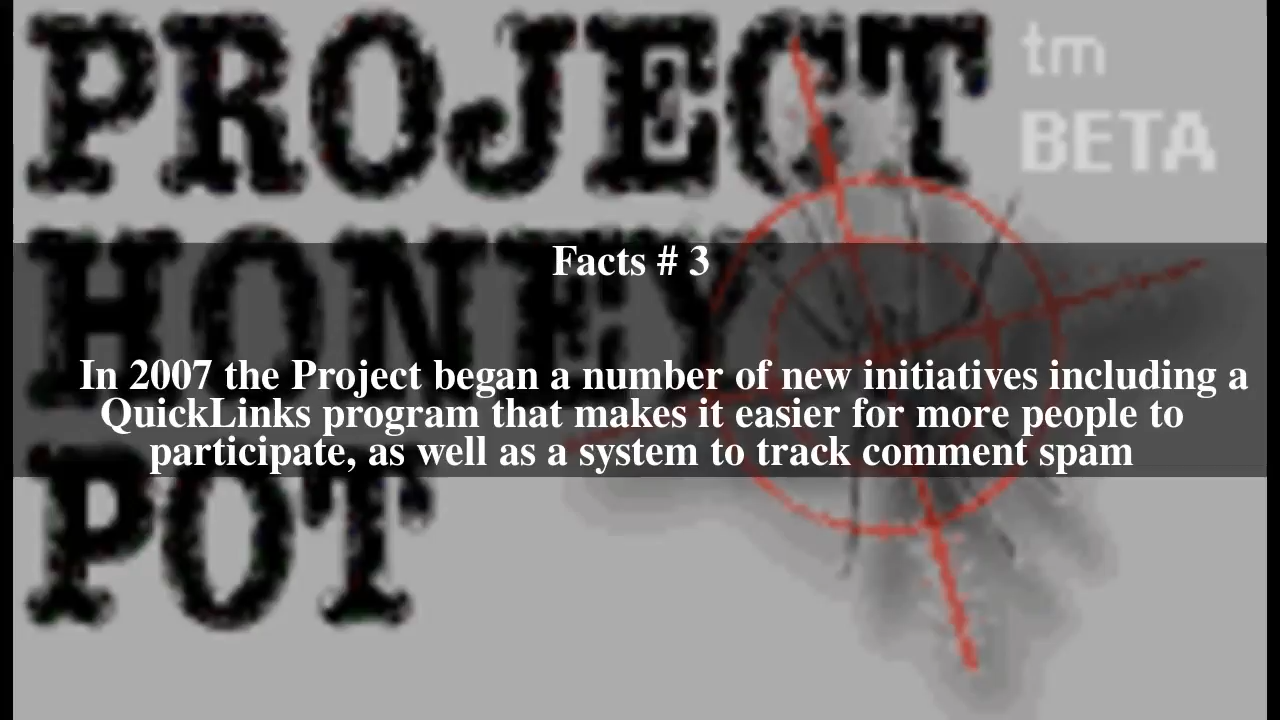 PROJECT
tm
BETA
HONEY
POT
Facts # 3
In 2007 the Project began a number of new initiatives including a
QuickLinks program that makes it easier for more people to
participate, as well as a system to track comment spam